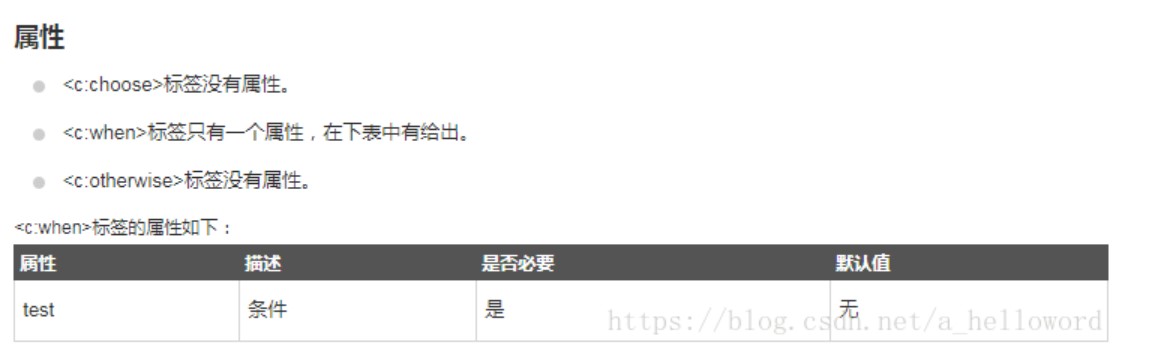 属性
<c:choose>标签没有属性。
<c:when>标签只有一个属性，在下表中有给出。
<c:otherwise>标签没有属性。
<c:when>标签的属性如下：
属性 描述 是否必要 默认值
test 条件 是 无
https://blog.csdn.net/a_helloword